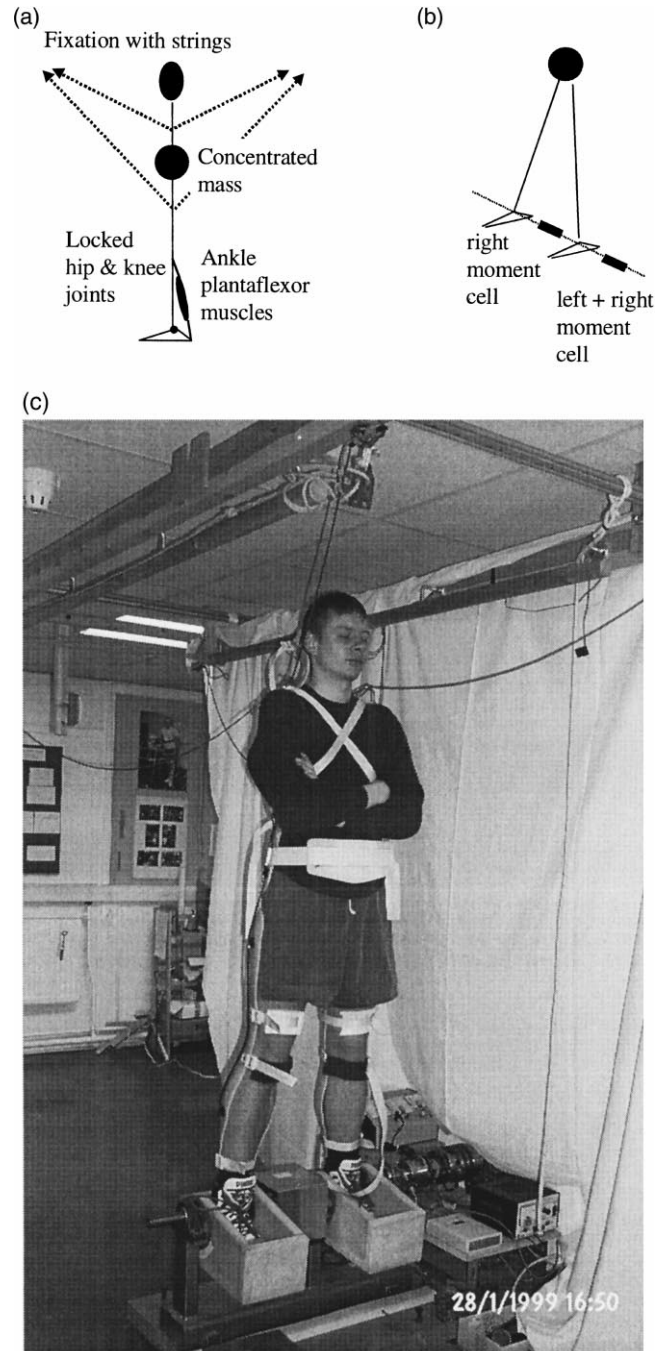 (a)
Fixation with strings
Concentrated
mass
Locked
hip & knee
joints
Ankle
plantaflexor
muscles
(b)
right
moment
cell
left + right
moment
cell
(c)
28/1/1999 16:50